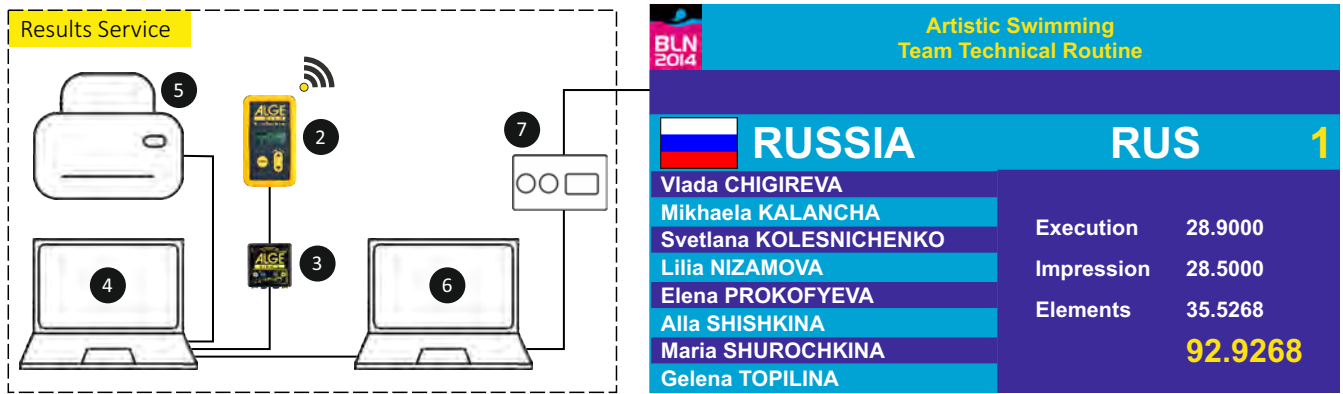 Results Service
5
ALGE
2
7
ALGE
3
4
6
BLN
2014
Artistic Swimming
Team Technical Routine
RUSSIA RUS 1
Vlada CHIGIREVA
Mikhaela KALANCHA
Svetlana KOLESNICHENKO
Lilia NIZAMOVA
Elena PROKOFYEVA
Alla SHISHKINA
Maria SHUROCHKINA
Gelena TOPILINA
Execution 28.9000
Impression 28.5000
Elements 35.5268
92.9268